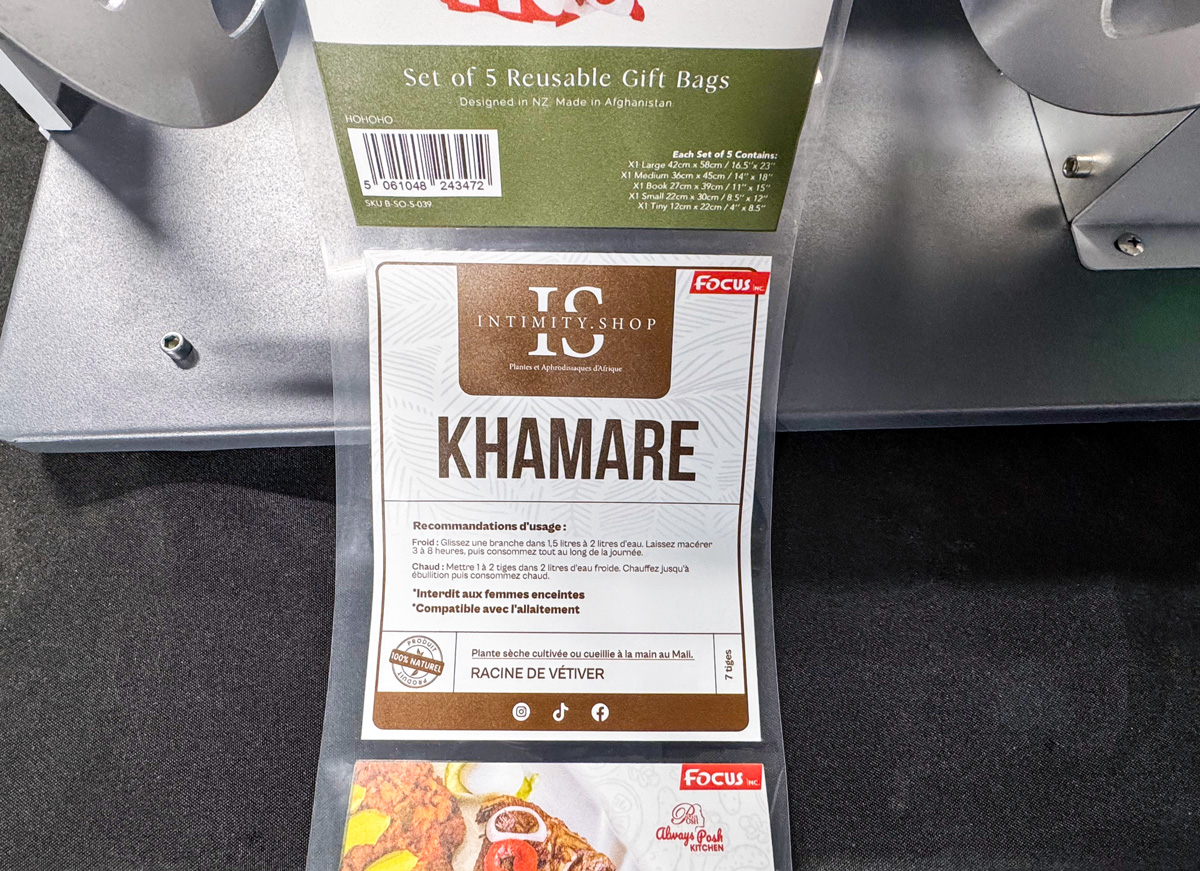 Set of 5 Reusable Gift Bags
Designed in NZ. Made in Afghanistan
HOHOHO
5 061048 243472
SKU B-SO-5-039
Each Set of 5 Contains:
X1 Large 42cm x 58cm / 16.5" x 23"
X1 Medium 36cm x 45cm / 14" x 18"
X1 Book 27cm x 39cm / 11" x 15"
X1 Small 22cm x 30cm / 8.5" x 12"
X1 Tiny 12cm x 22cm / 4" x 8.5"
FOCUS INC.
IS
INTIMITY.SHOP
Plantes et Aphrodisiaques d'Afrique
KHAMARE
Recommandations d'usage :
Froid : Glissez une branche dans 1,5 litres à 2 litres d'eau. Laissez macérer
3 à 8 heures, puis consommez tout au long de la journée.
Chaud : Mettre 1 à 2 tiges dans 2 litres d'eau froide. Chauffez jusqu'à
ébullition puis consommez chaud.
*Interdit aux femmes enceintes
*Compatible avec l'allaitement
PRODUIT
100% NATUREL
PRODUIT
Plante sèche cultivée ou cueillie à la main au Mali.
RACINE DE VÉTIVER
7 tiges
FOCUS INC.
Always Posh
KITCHEN